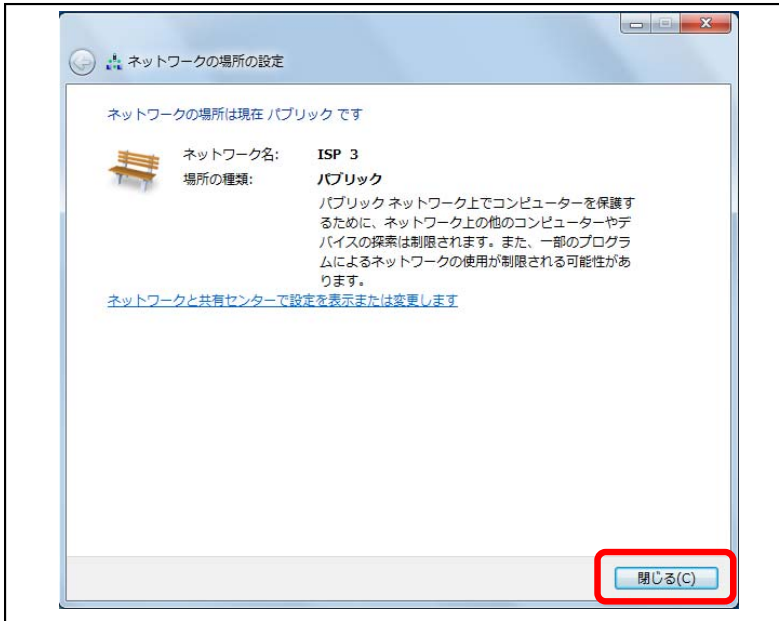 ネットワークの場所の設定
ネットワークの場所は現在 パブリック です
ネットワーク名: ISP 3
場所の種類: パブリック
パブリック ネットワーク上でコンピューターを保護す
るために、ネットワーク上の他のコンピューターやデ
バイスの探索は制限されます。また、一部のプログラ
ムによるネットワークの使用が制限される可能性があ
ります。
ネットワークと共有センターで設定を表示または変更します
閉じる(C)